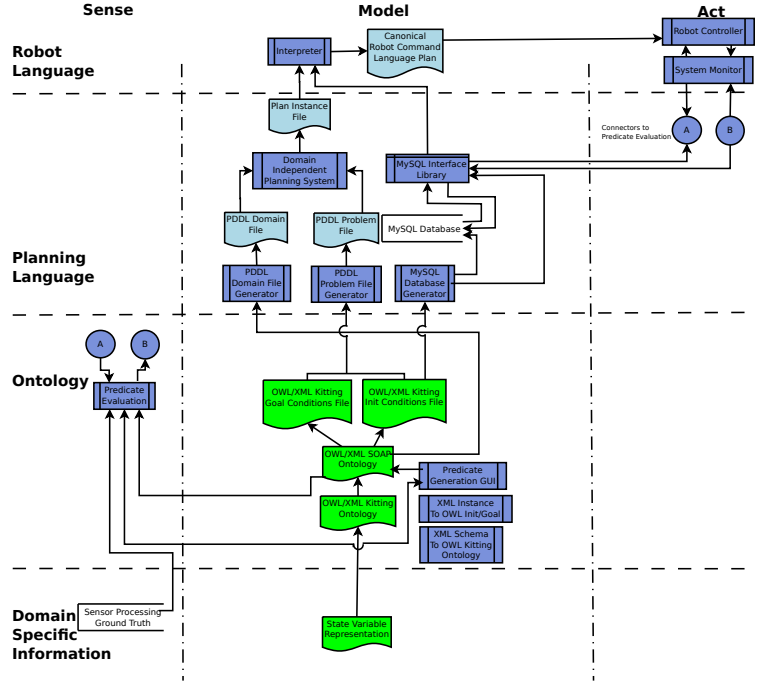 Sense
Model
Act
Robot
Language
Interpreter
Canonical
Robot Command
Language Plan
Robot Controller
System Monitor
Plan Instance
File
Connectors to
Predicate Evaluation
A
B
Domain
Independent
Planning System
MySQL Interface
Library
PDDL Domain
File
PDDL Problem
File
MySQL Database
Planning
Language
PDDL
Domain File
Generator
PDDL
Problem File
Generator
MySQL
Database
Generator
A
B
Ontology
Predicate
Evaluation
OWL/XML Kitting
Goal Conditions File
OWL/XML Kitting
Init Conditions File
OWL/XML SOAP
Ontology
Predicate
Generation GUI
OWL/XML Kitting
Ontology
XML Instance
To OWL Init/Goal
XML Schema
To OWL Kitting
Ontology
Domain
Specific
Information
Sensor Processing
Ground Truth
State Variable
Representation